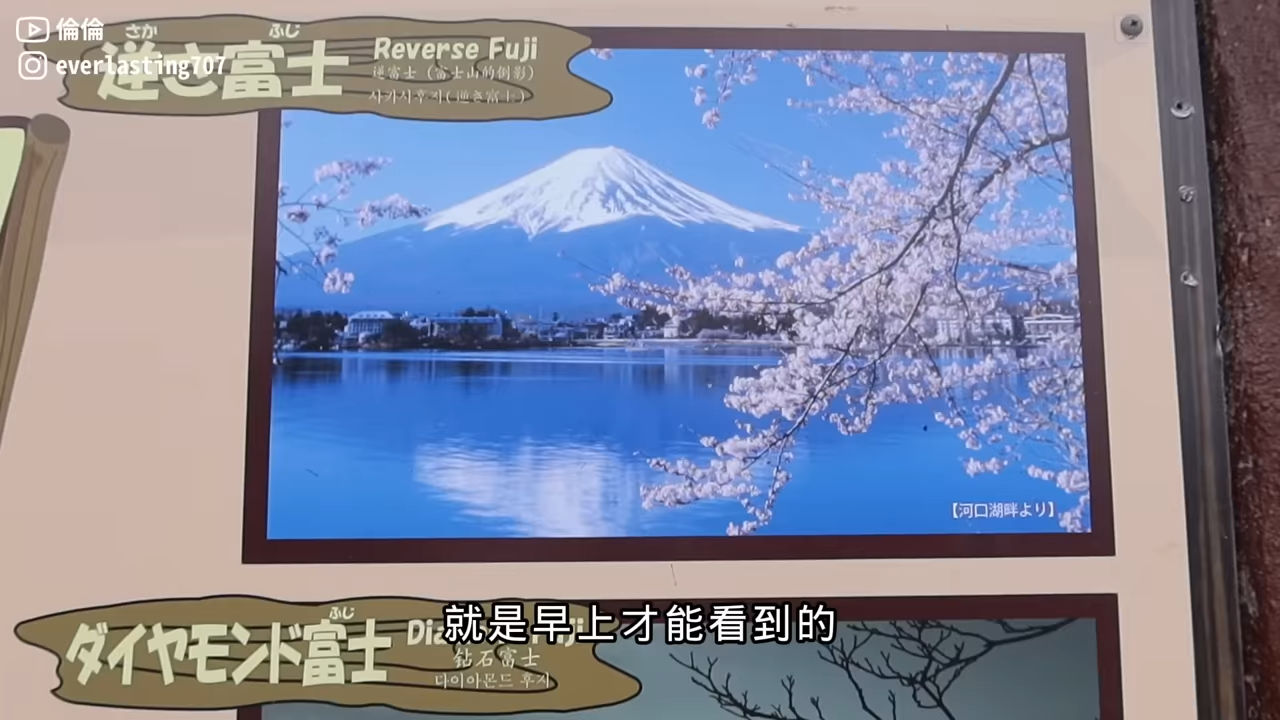 倫倫
everlasting707
さか ふじ
逆さ富士
Reverse Fuji
逆富士（富士山的倒影）
사카사후지(逆さ富士)
【河口湖畔より】
ふじ
ダイヤモンド富士
钻石富士
다이아몬드 후지
就是早上才能看到的